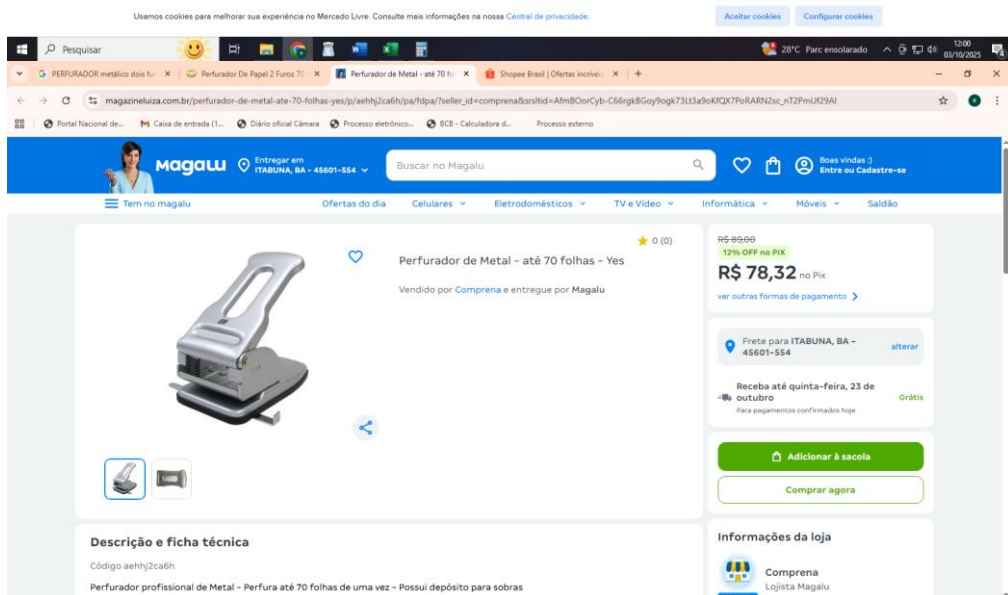 Usamos cookies para melhorar sua experiência no Mercado Livre. Consulte mais informações na nossa Central de privacidade.
Aceitar cookies
Configurar cookies
Pesquisar
28°C Parc ensolarado
12:00
03/10/2025
PERFURADOR metálico dois fu
Perfurador De Papel 2 Furos 70
Perfurador de Metal - até 70 fo
Shopee Brasil | Ofertas incríveis
magazineluiza.com.br/perfurador-de-metal-ate-70-folhas-yes/p/aehhj2ca6h/pa/fdpa/?seller_id=comprena&srsltid=AfmBOorCyb-C66rgkBGoy9ogk73Lt3a9oKfQX7PoRARN2sc_nT2PmUf29AI
Portal Nacional de...
Caixa de entrada (1...
Diário oficial Câmara
Processo eletrônico...
BCB - Calculadora d...
Processo externo
Magalu
Entregar em
ITABUNA, BA - 45601-554
Buscar no Magalu
Boas vindas :)
Entre ou Cadastre-se
Tem no magalu
Ofertas do dia
Celulares
Eletrodomésticos
TV e Vídeo
Informática
Móveis
Saldão
0 (0)
Perfurador de Metal - até 70 folhas - Yes
Vendido por Comprena e entregue por Magalu
R$ 89,00
12% OFF no PIX
R$ 78,32 no Pix
ver outras formas de pagamento
Frete para ITABUNA, BA -
45601-554
alterar
Receba até quinta-feira, 23 de
outubro
Grátis
Para pagamentos confirmados hoje
Adicionar à sacola
Comprar agora
Descrição e ficha técnica
Código aehhj2ca6h
Perfurador profissional de Metal - Perfura até 70 folhas de uma vez - Possui depósito para sobras
Informações da loja
Comprena
Lojista Magalu